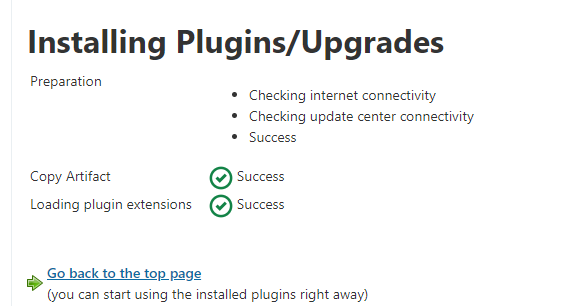 Installing Plugins/Upgrades
Preparation
Checking internet connectivity
Checking update center connectivity
Success
Copy Artifact Success
Loading plugin extensions Success
Go back to the top page
(you can start using the installed plugins right away)